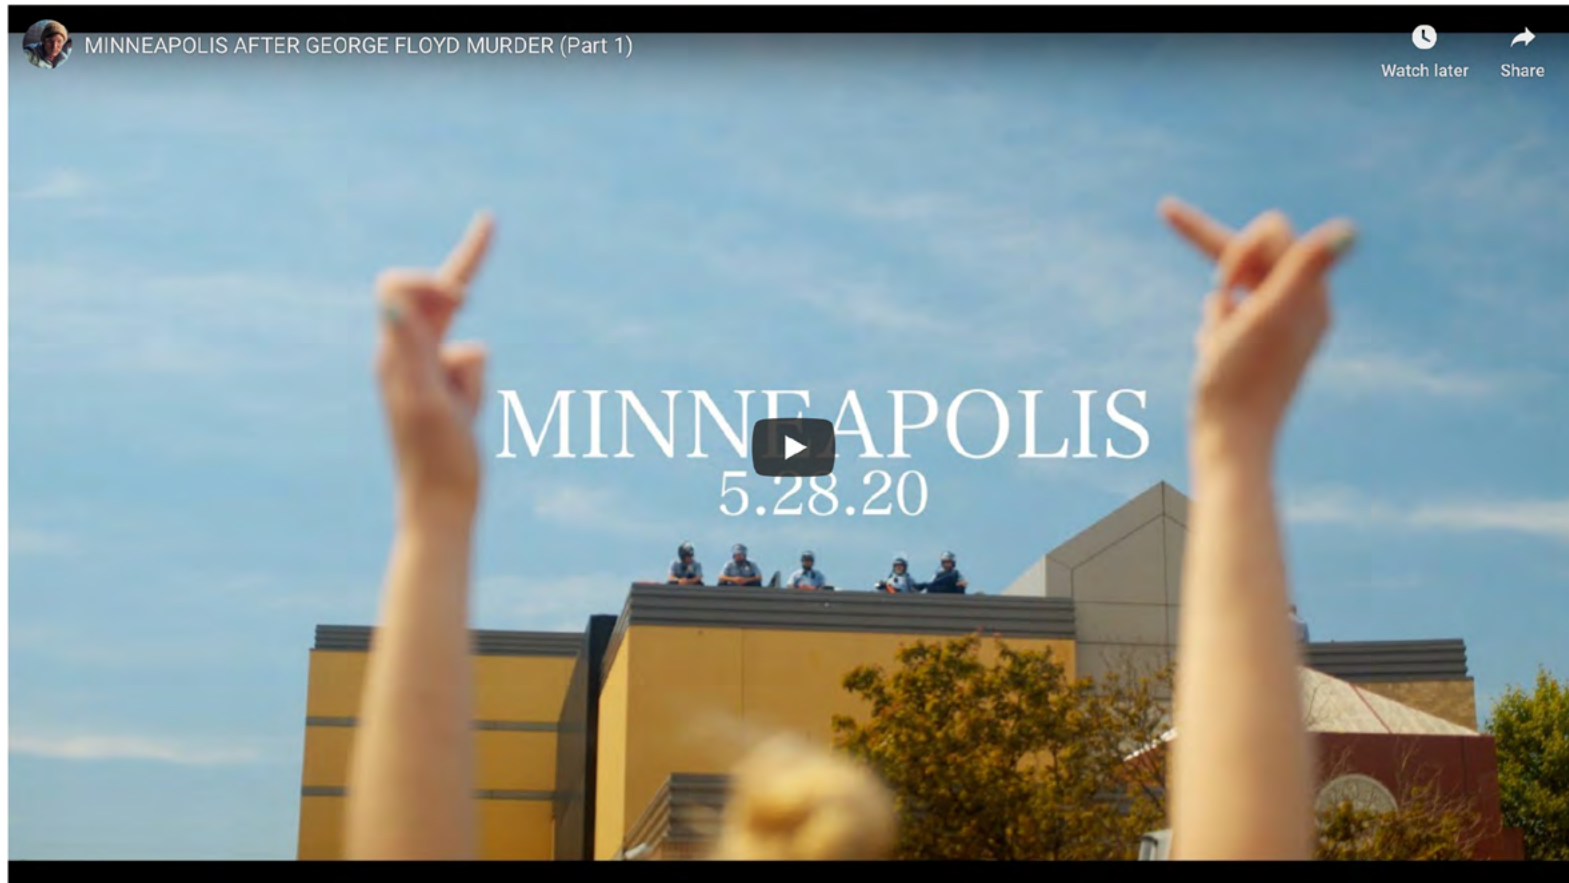 MINNEAPOLIS AFTER GEORGE FLOYD MURDER (Part 1)
Watch later
Share
MINNEAPOLIS
5.28.20